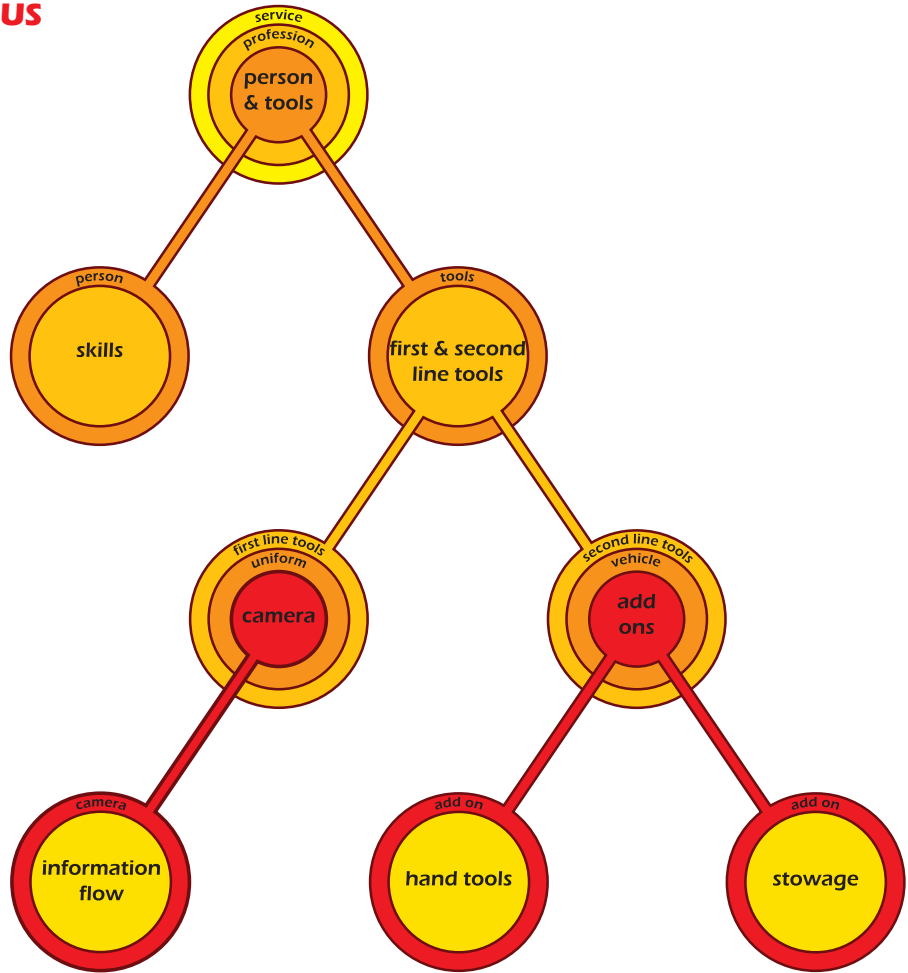 US
service
profession
person
& tools
person
skills
tools
first & second
line tools
first line tools
uniform
camera
second line tools
vehicle
add
ons
camera
information
flow
add on
hand tools
add on
stowage